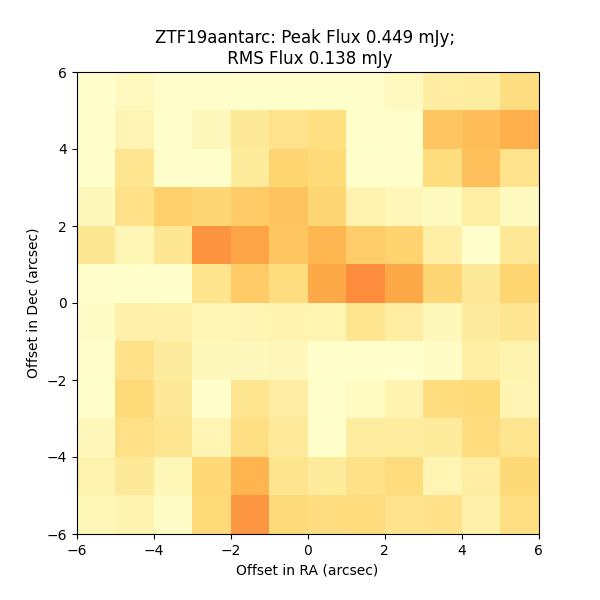 ZTF19aantarc: Peak Flux 0.449 mJy;
RMS Flux 0.138 mJy
6
4
2
0
−2
−4
−6
Offset in Dec (arcsec)
−6 −4 −2 0 2 4 6
Offset in RA (arcsec)